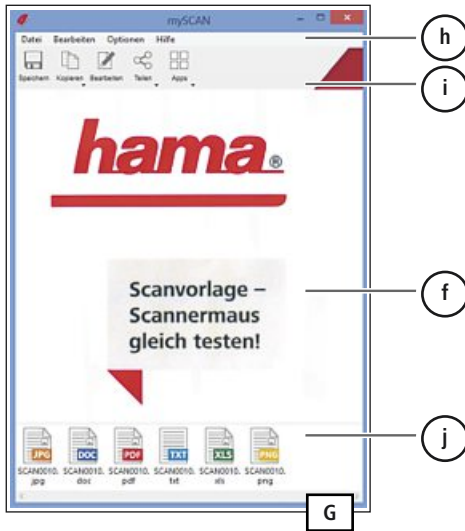 mySCAN
Datei Bearbeiten Optionen Hilfe
Speichern Kopieren Bearbeiten Teilen Apps
hama®
Scanvorlage –
Scannermaus
gleich testen!
JPG DOC PDF TXT XLS PNG
SCAN0010.jpg SCAN0010.doc SCAN0010.pdf SCAN0010.txt SCAN0010.xls SCAN0010.png
h
i
f
j
G